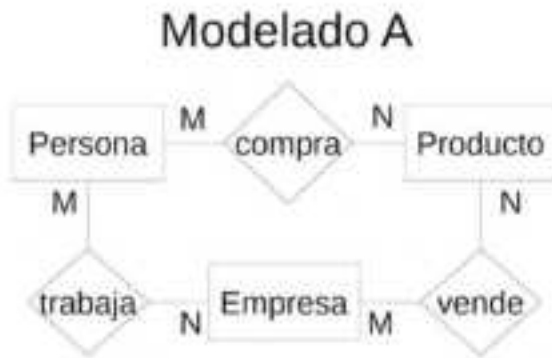 Modelado A
M N
Persona compra Producto
M N
trabaja Empresa vende
N M